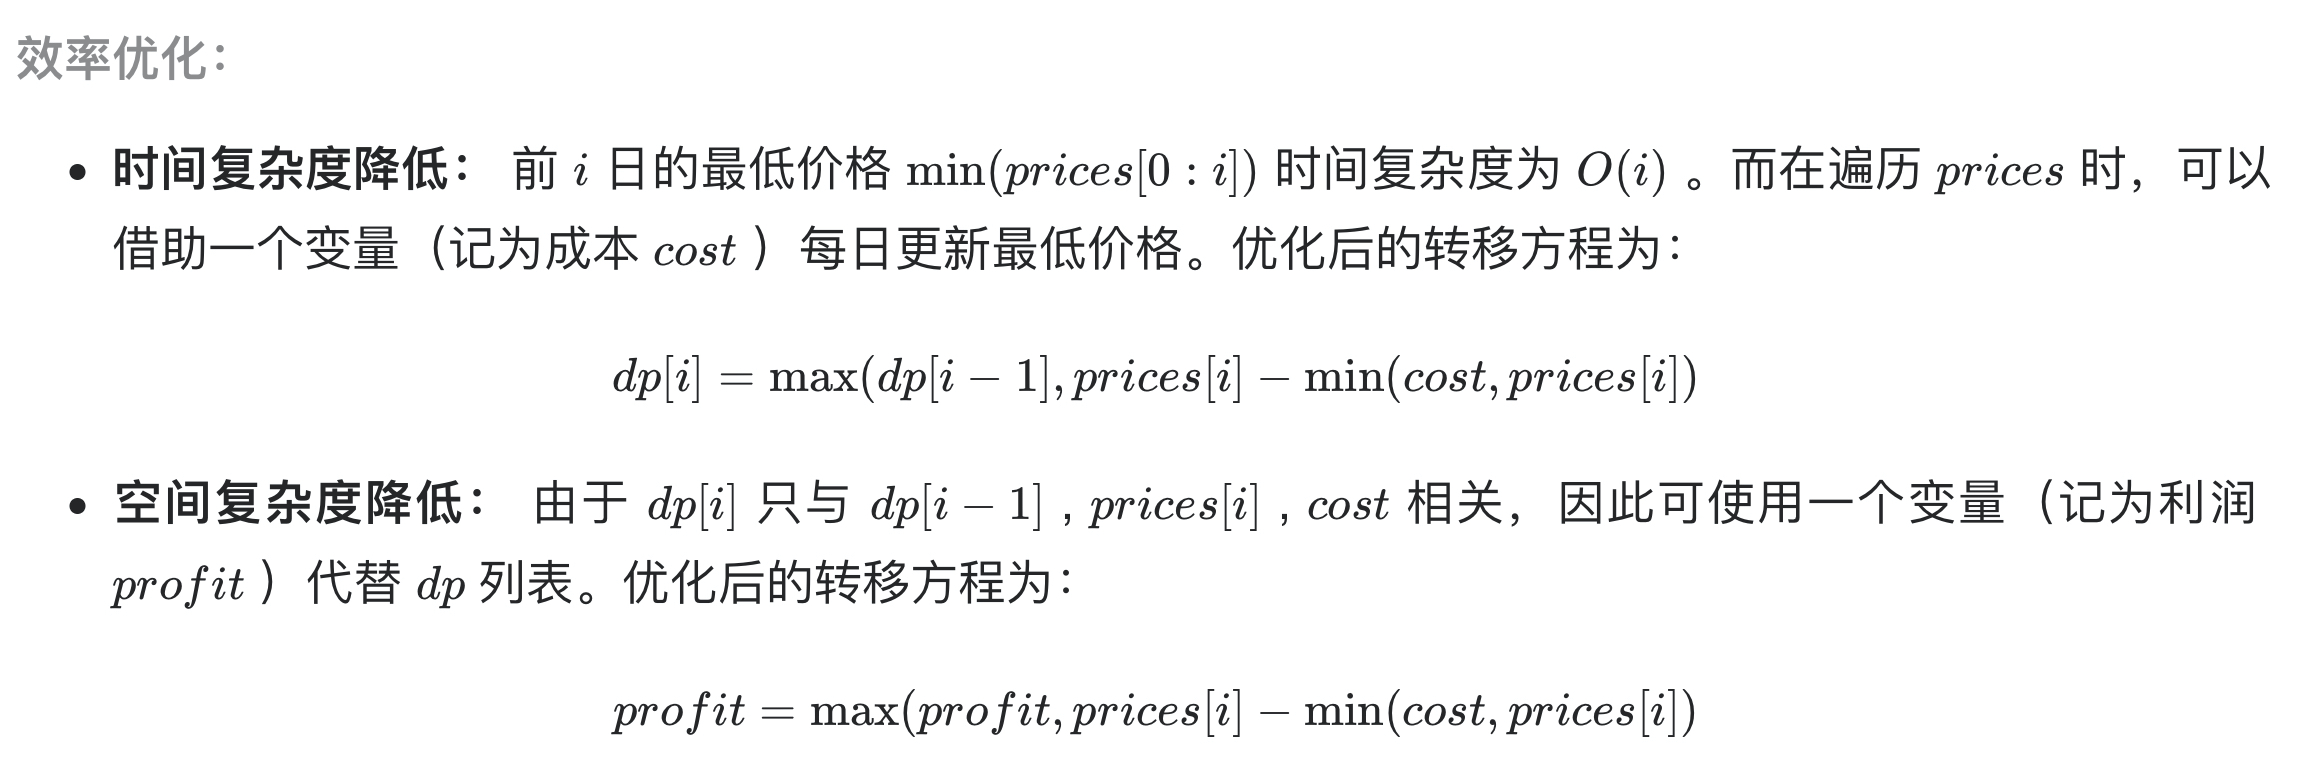 效率优化：
• 时间复杂度降低： 前 i 日的最低价格 min(prices[0 : i]) 时间复杂度为 O(i) 。而在遍历 prices 时，可以
借助一个变量（记为成本 cost ）每日更新最低价格。优化后的转移方程为：
dp[i] = max(dp[i − 1], prices[i] − min(cost, prices[i])
• 空间复杂度降低： 由于 dp[i] 只与 dp[i − 1] , prices[i] , cost 相关，因此可使用一个变量（记为利润
profit ）代替 dp 列表。优化后的转移方程为：
profit = max(profit, prices[i] − min(cost, prices[i])